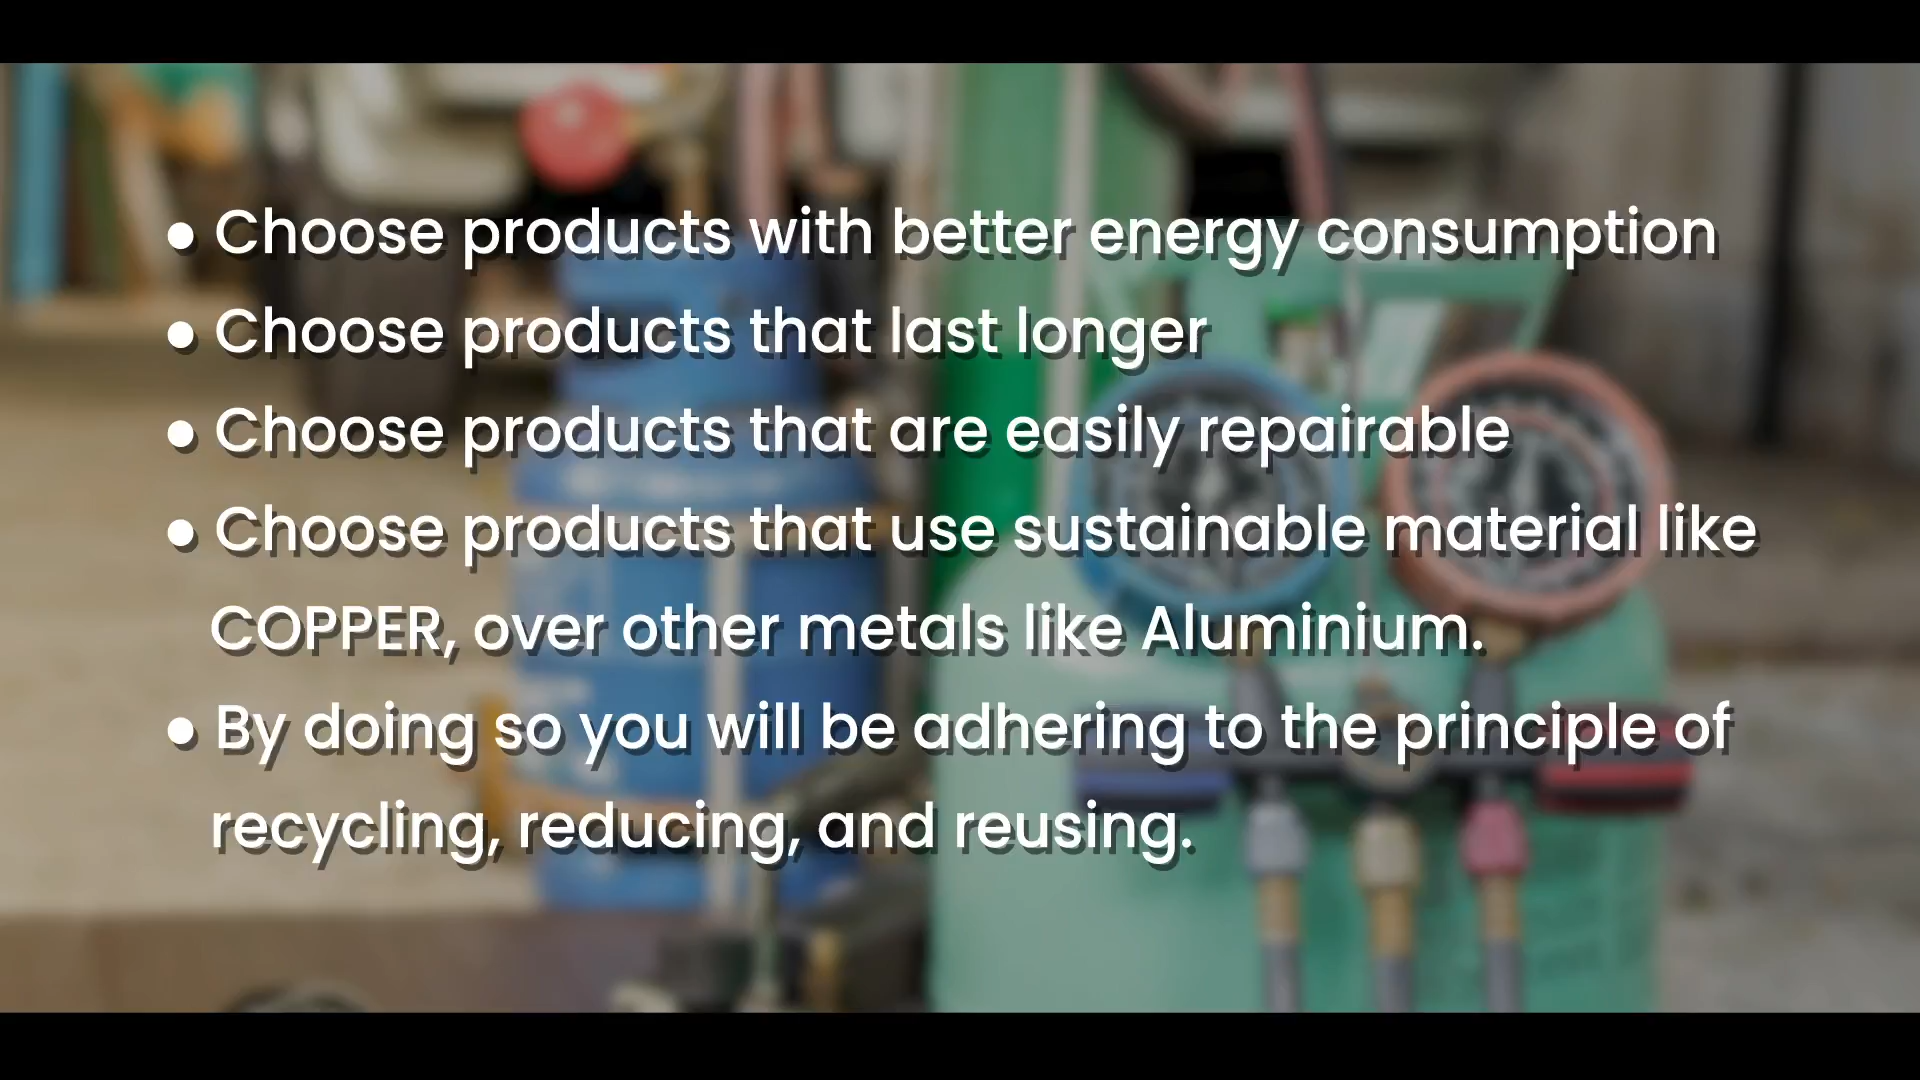 • Choose products with better energy consumption
• Choose products that last longer
• Choose products that are easily repairable
• Choose products that use sustainable material like
COPPER, over other metals like Aluminium.
• By doing so you will be adhering to the principle of
recycling, reducing, and reusing.